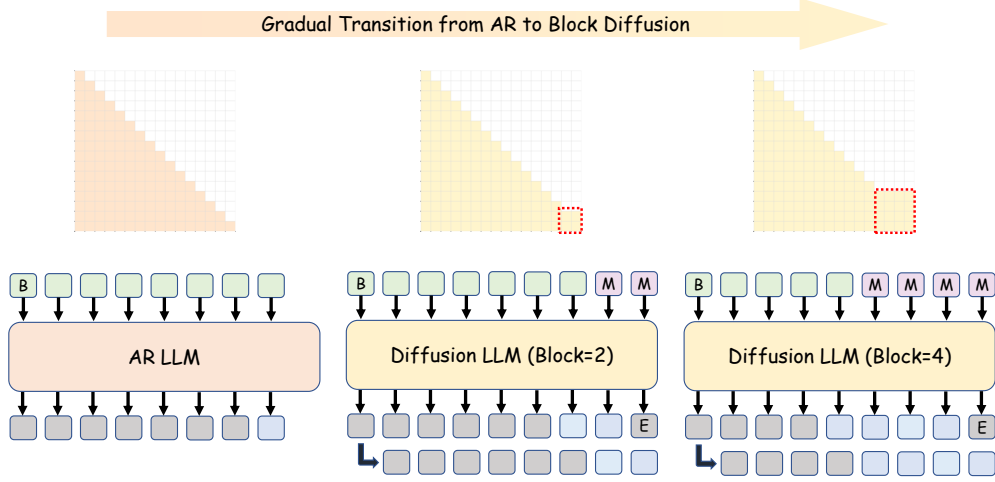 Gradual Transition from AR to Block Diffusion
B
B M M
B M M M M
AR LLM
Diffusion LLM (Block=2)
Diffusion LLM (Block=4)
E
E